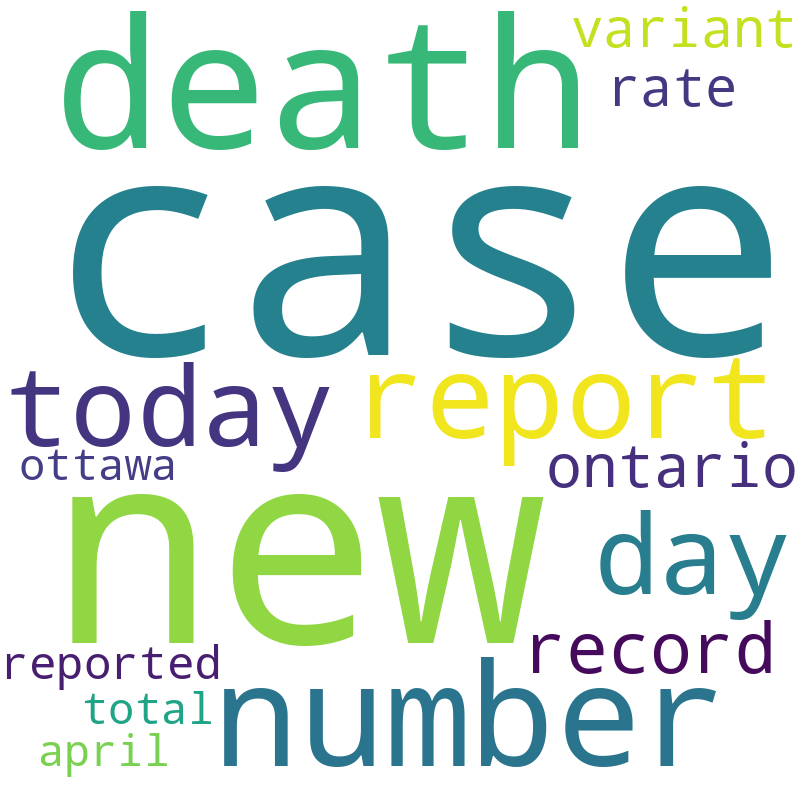 variant
death
rate
case
today report
ottawa ontario
new
day
reported record
total number
april